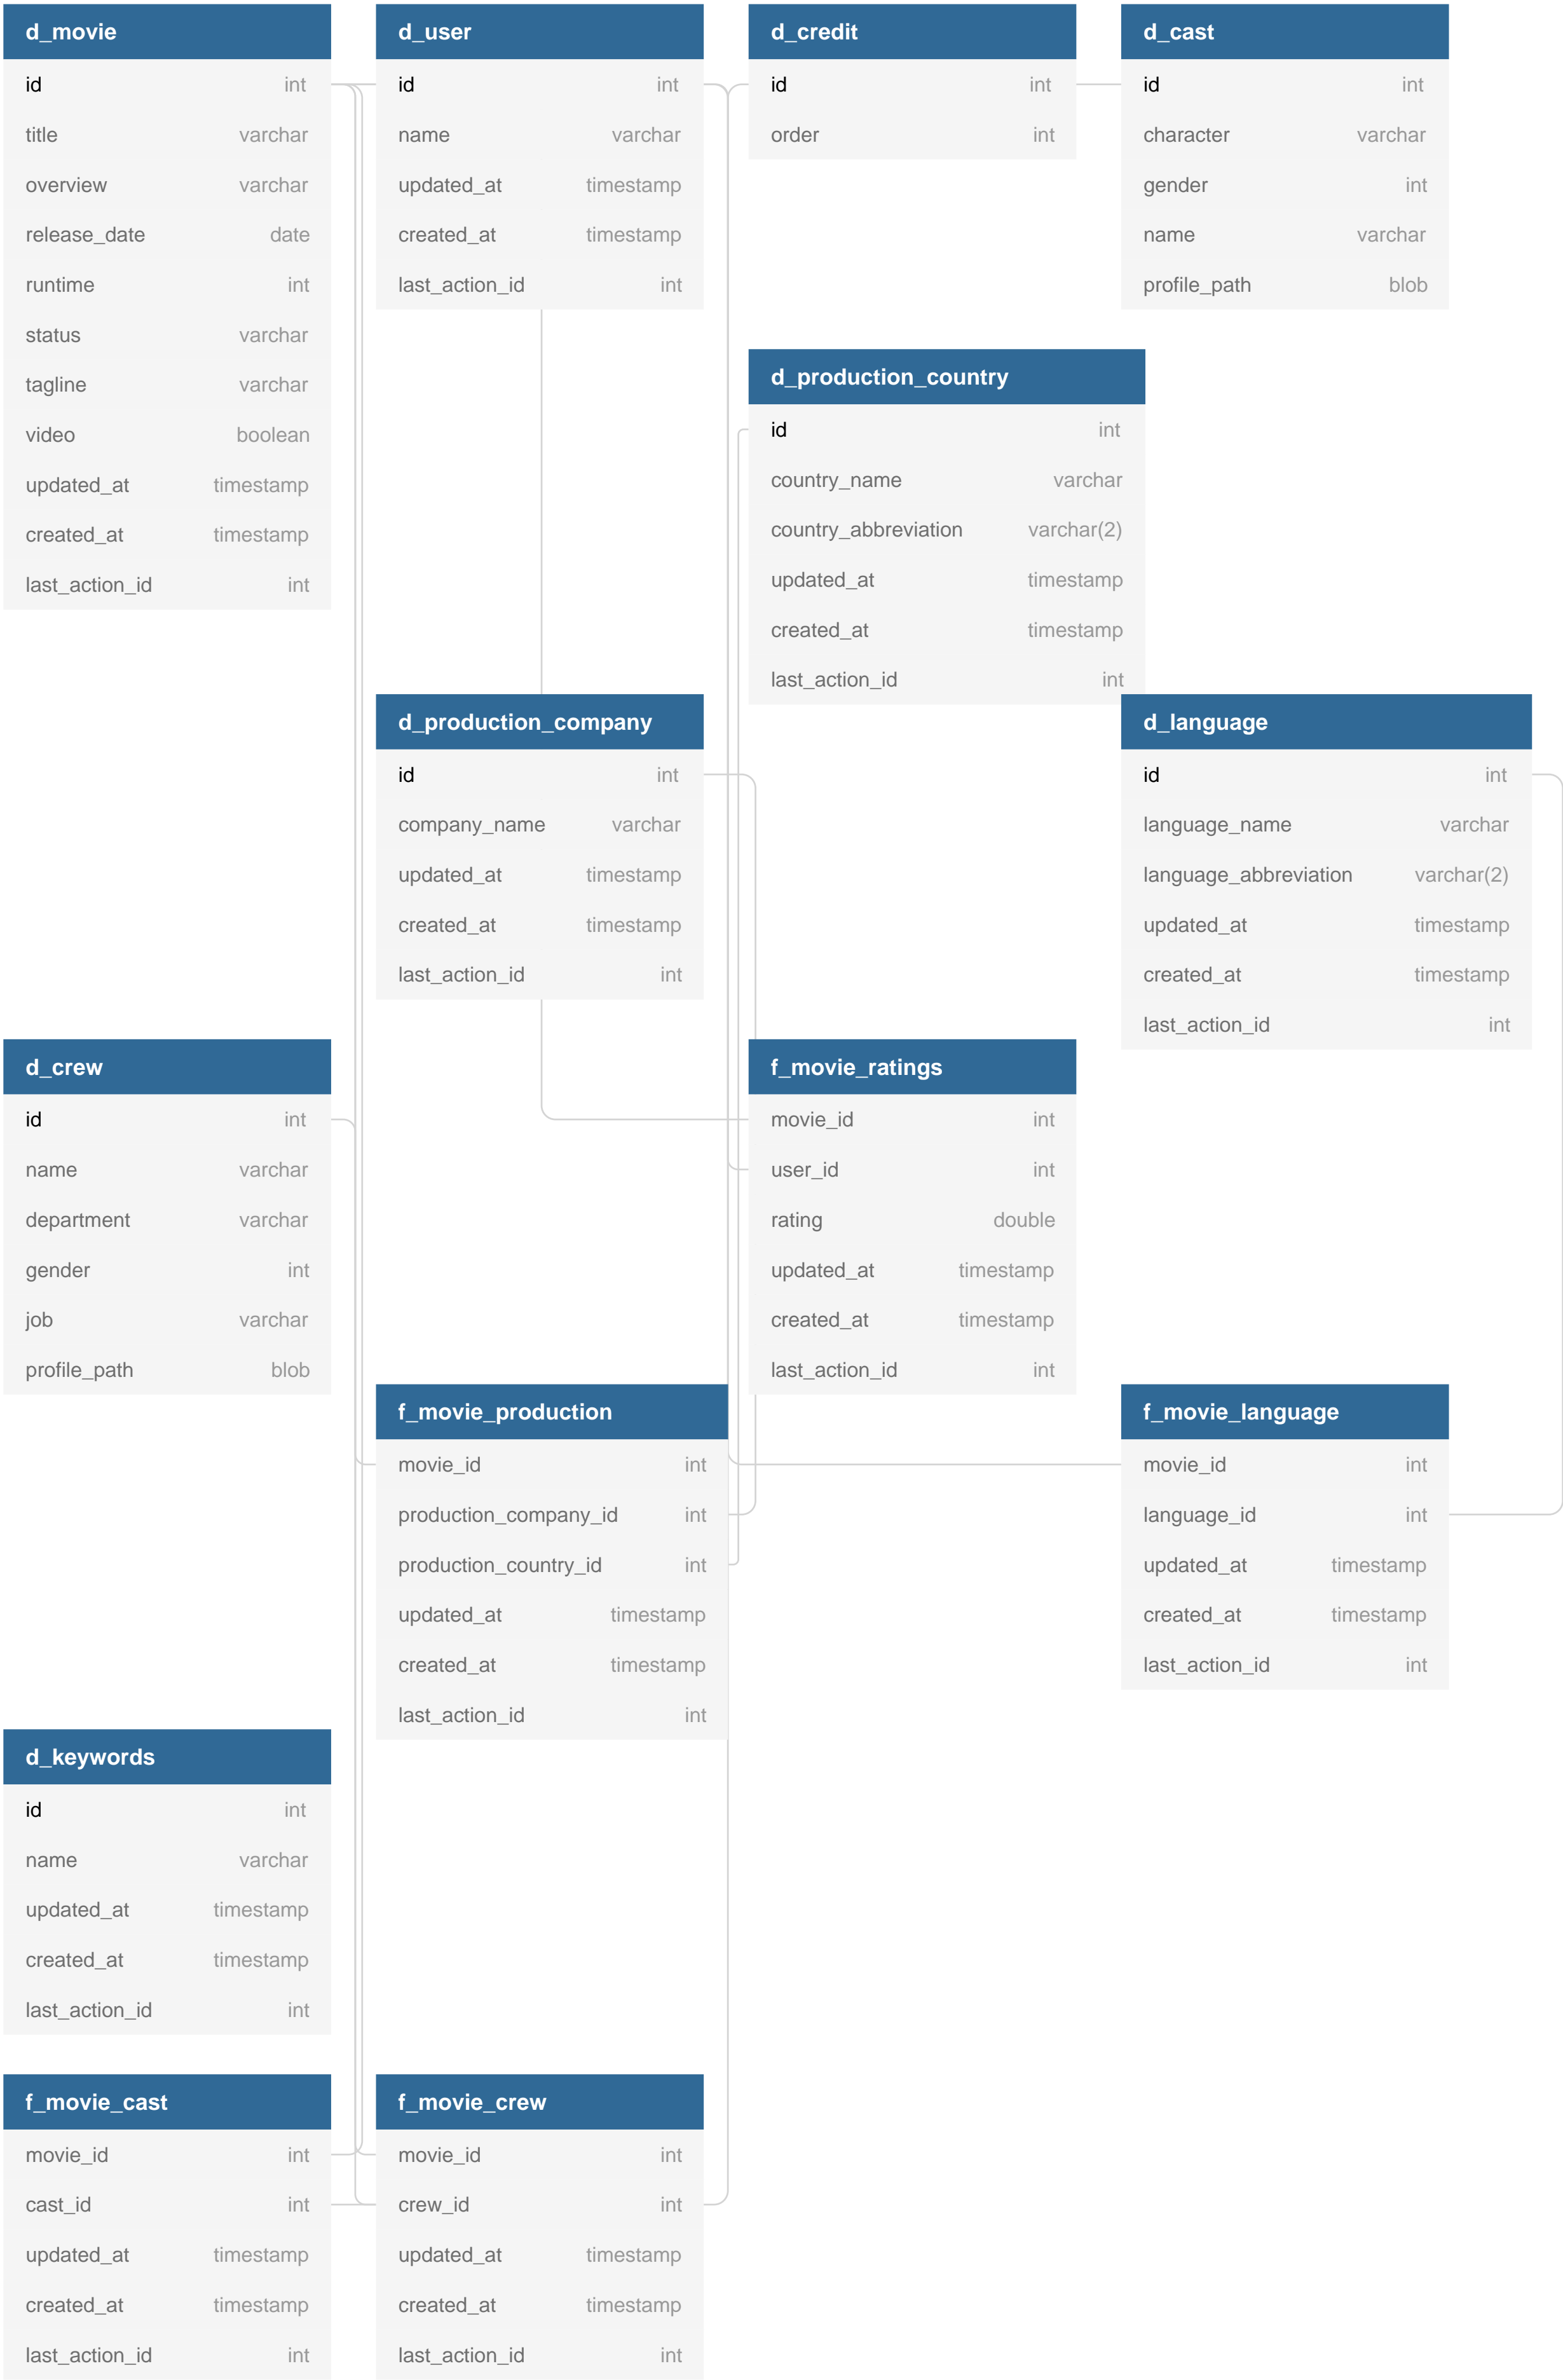 d_movie
id int
title varchar
overview varchar
release_date date
runtime int
status varchar
tagline varchar
video boolean
updated_at timestamp
created_at timestamp
last_action_id int
d_user
id int
name varchar
updated_at timestamp
created_at timestamp
last_action_id int
d_credit
id int
order int
d_cast
id int
character varchar
gender int
name varchar
profile_path blob
d_production_country
id int
country_name varchar
country_abbreviation varchar(2)
updated_at timestamp
created_at timestamp
last_action_id int
d_production_company
id int
company_name varchar
updated_at timestamp
created_at timestamp
last_action_id int
d_language
id int
language_name varchar
language_abbreviation varchar(2)
updated_at timestamp
created_at timestamp
last_action_id int
d_crew
id int
name varchar
department varchar
gender int
job varchar
profile_path blob
f_movie_ratings
movie_id int
user_id int
rating double
updated_at timestamp
created_at timestamp
last_action_id int
f_movie_production
movie_id int
production_company_id int
production_country_id int
updated_at timestamp
created_at timestamp
last_action_id int
f_movie_language
movie_id int
language_id int
updated_at timestamp
created_at timestamp
last_action_id int
d_keywords
id int
name varchar
updated_at timestamp
created_at timestamp
last_action_id int
f_movie_cast
movie_id int
cast_id int
updated_at timestamp
created_at timestamp
last_action_id int
f_movie_crew
movie_id int
crew_id int
updated_at timestamp
created_at timestamp
last_action_id int